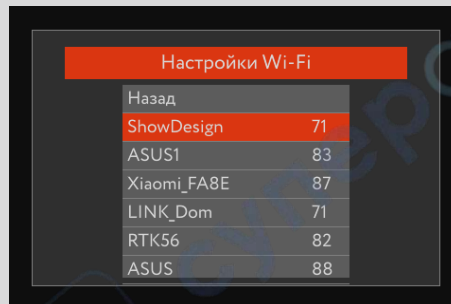 Настройки Wi-Fi
Назад
ShowDesign 71
ASUS1 83
Xiaomi_FA8E 87
LINK_Dom 71
RTK56 82
ASUS 88